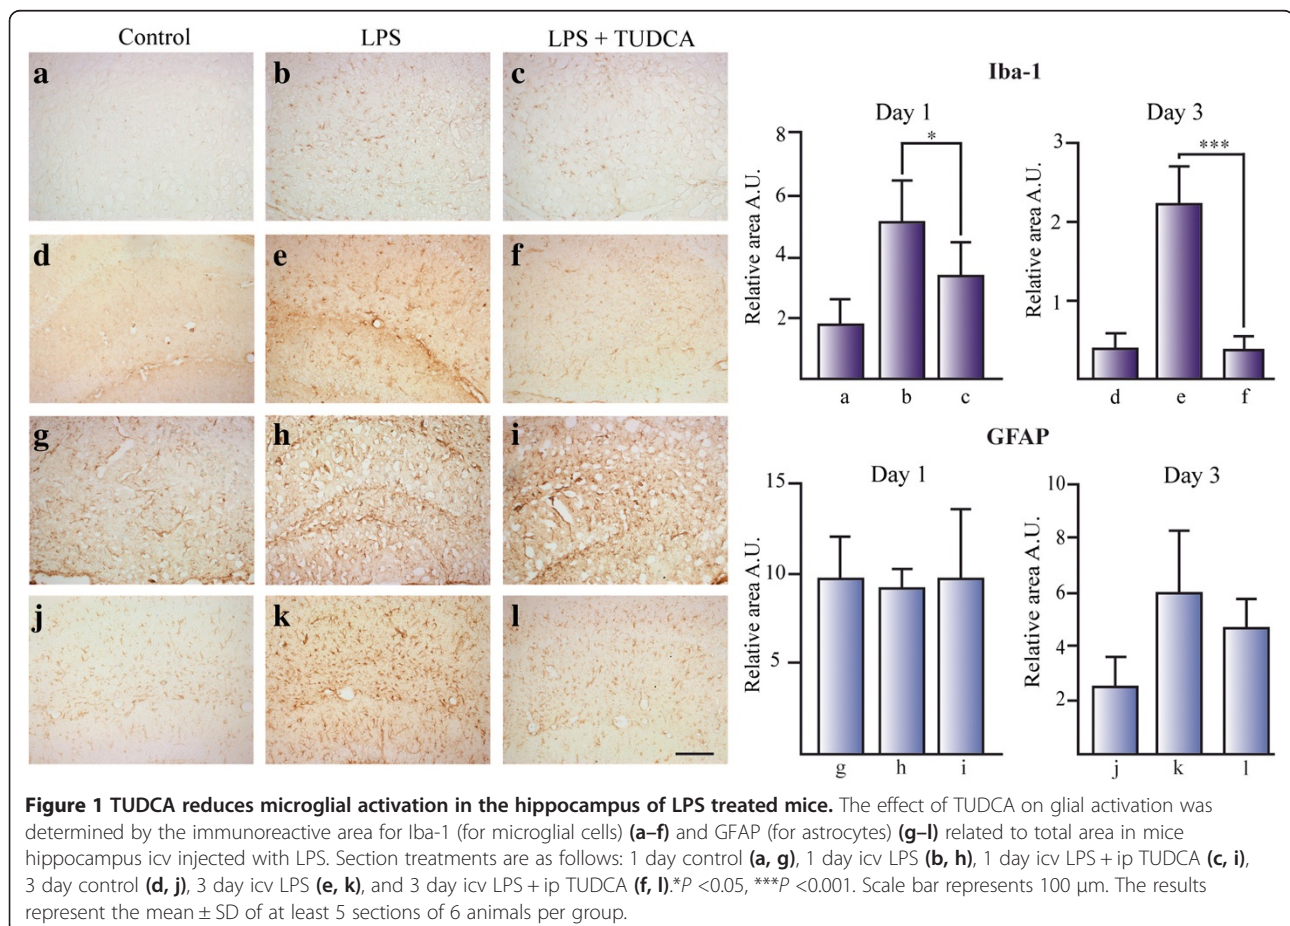 Control LPS LPS + TUDCA
a b c
d e f
g h i
j k l
Iba-1
Day 1
Relative area A.U.
8
6
4
2
*
a b c
Day 3
Relative area A.U.
3
2
1
***
d e f
GFAP
Day 1
Relative area A.U.
15
10
5
g h i
Day 3
Relative area A.U.
10
8
6
4
2
j k l
Figure 1 TUDCA reduces microglial activation in the hippocampus of LPS treated mice. The effect of TUDCA on glial activation was
determined by the immunoreactive area for Iba-1 (for microglial cells) (a–f) and GFAP (for astrocytes) (g–l) related to total area in mice
hippocampus icv injected with LPS. Section treatments are as follows: 1 day control (a, g), 1 day icv LPS (b, h), 1 day icv LPS + ip TUDCA (c, i),
3 day control (d, j), 3 day icv LPS (e, k), and 3 day icv LPS + ip TUDCA (f, l).*P <0.05, ***P <0.001. Scale bar represents 100 μm. The results
represent the mean ± SD of at least 5 sections of 6 animals per group.